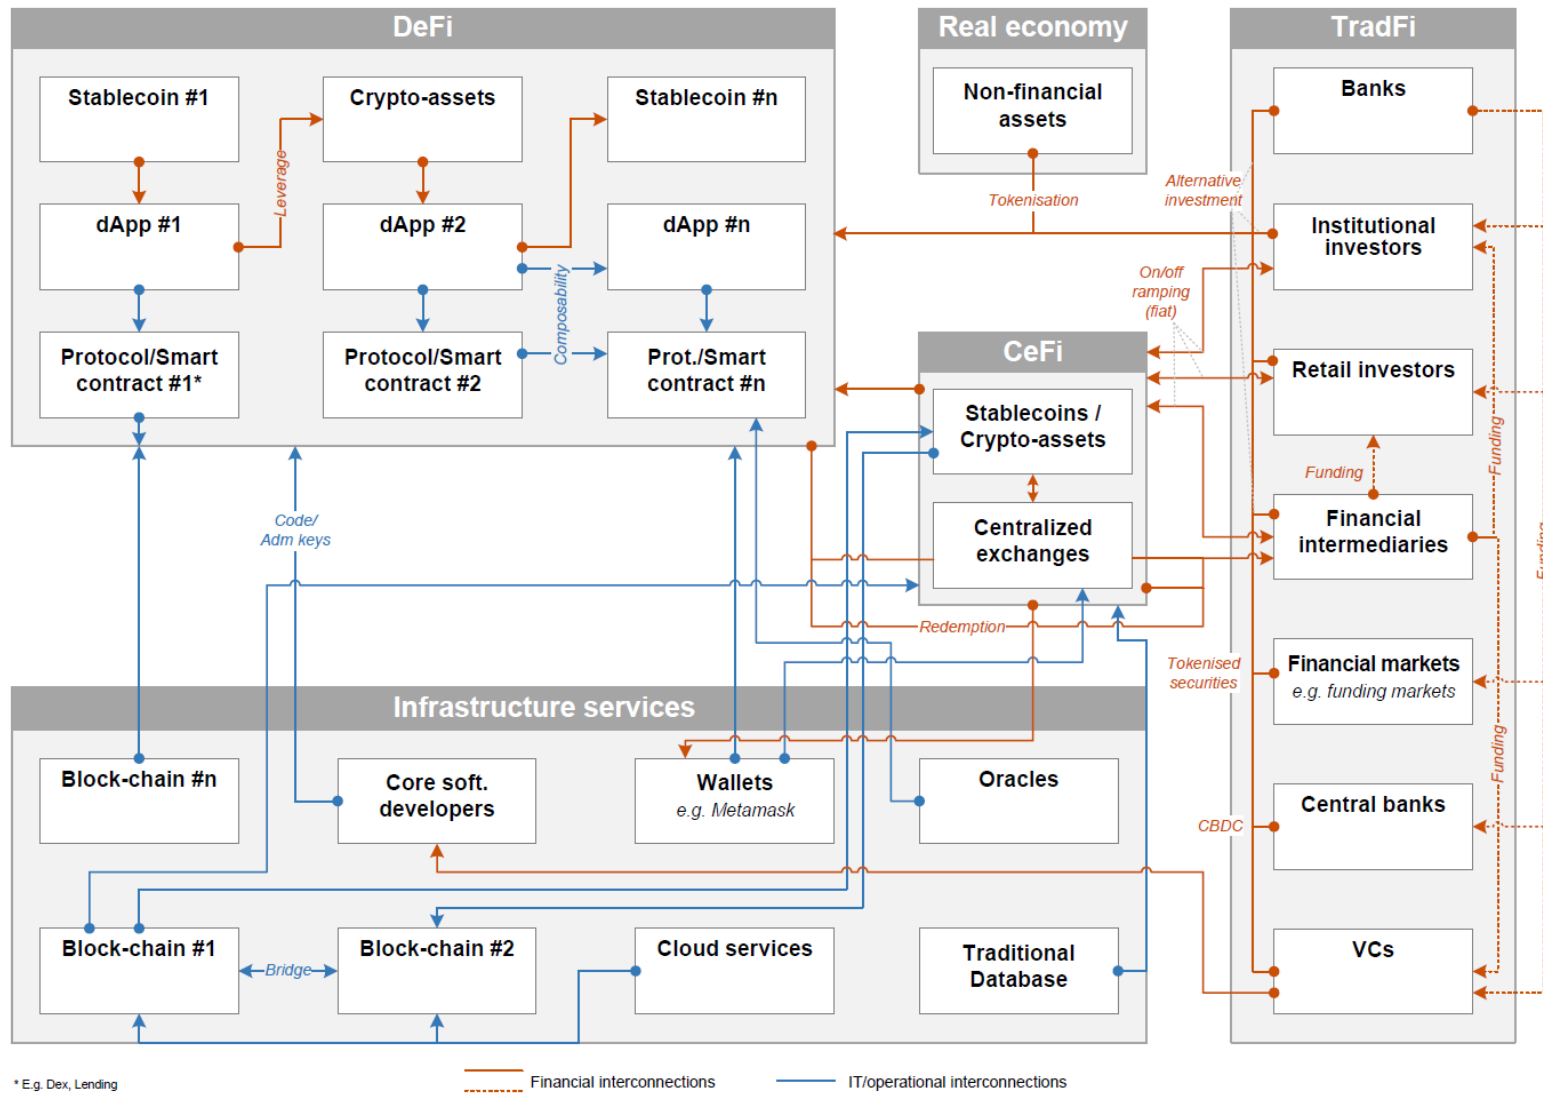 DeFi
Real economy
TradFi
Stablecoin #1
Crypto-assets
Stablecoin #n
Non-financial
assets
Banks
Leverage
Tokenisation
Alternative
investment
dApp #1
dApp #2
dApp #n
Institutional
investors
Composability
On/off
ramping
(fiat)
Protocol/Smart
contract #1*
Protocol/Smart
contract #2
Prot./Smart
contract #n
CeFi
Retail investors
Stablecoins /
Crypto-assets
Funding
Funding
Code/
Adm keys
Centralized
exchanges
Financial
intermediaries
Funding
Redemption
Tokenised
securities
Financial markets
e.g. funding markets
Infrastructure services
Funding
Block-chain #n
Core soft.
developers
Wallets
e.g. Metamask
Oracles
CBDC
Central banks
Block-chain #1
Bridge
Block-chain #2
Cloud services
Traditional
Database
VCs
* E.g. Dex, Lending
Financial interconnections
IT/operational interconnections